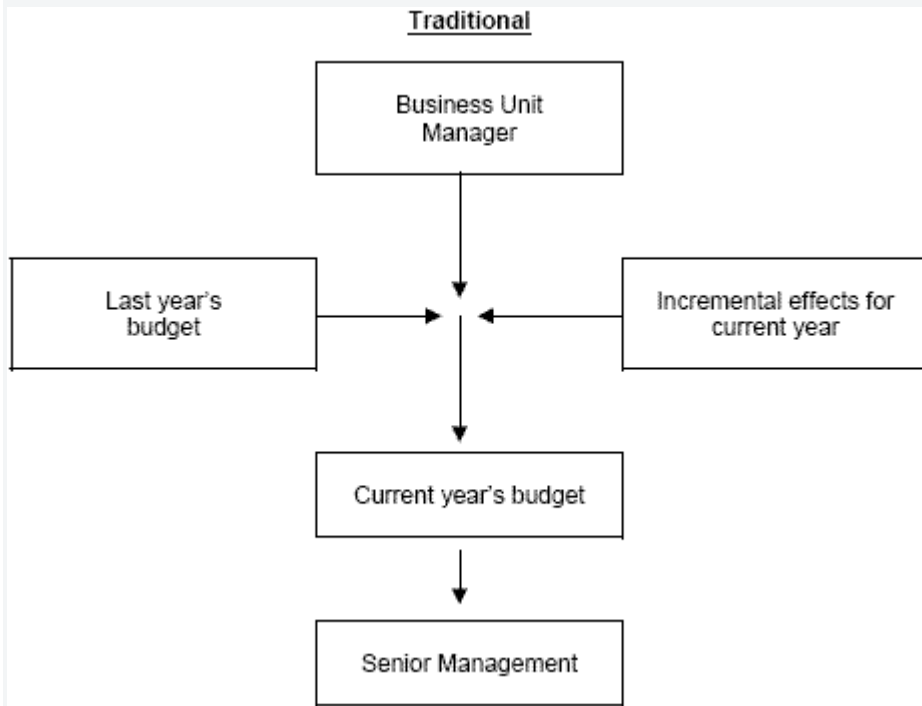 Traditional
Business Unit
Manager
Last year's
budget
Incremental effects for
current year
Current year's budget
Senior Management